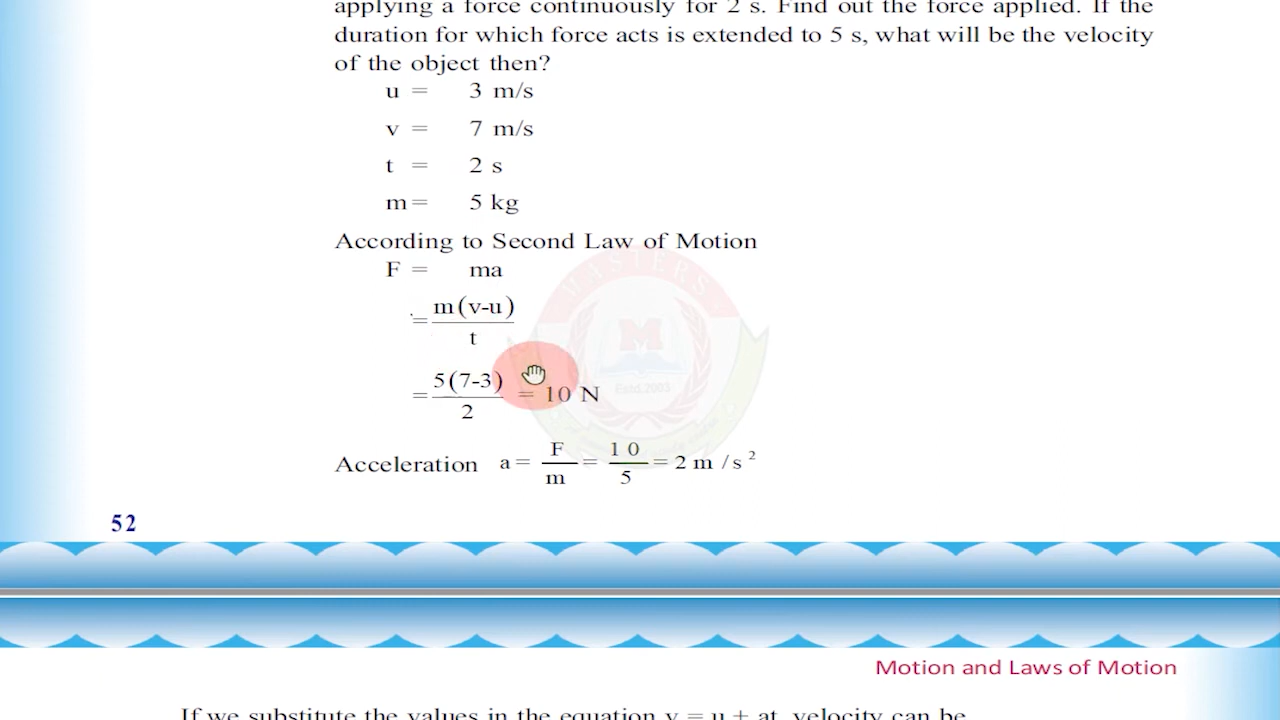 applying a force continuously for 2 s. Find out the force applied. If the
duration for which force acts is extended to 5 s, what will be the velocity
of the object then?
u = 3 m/s
v = 7 m/s
t = 2 s
m = 5 kg
According to Second Law of Motion
F = ma
= m(v-u)
t
= 5(7-3) = 10 N
2
Acceleration a = F = 10 = 2 m/s²
m 5
MASTERS
M
Estd.2003
52
Motion and Laws of Motion
If we substitute the values in the equation v = u + at, velocity can be